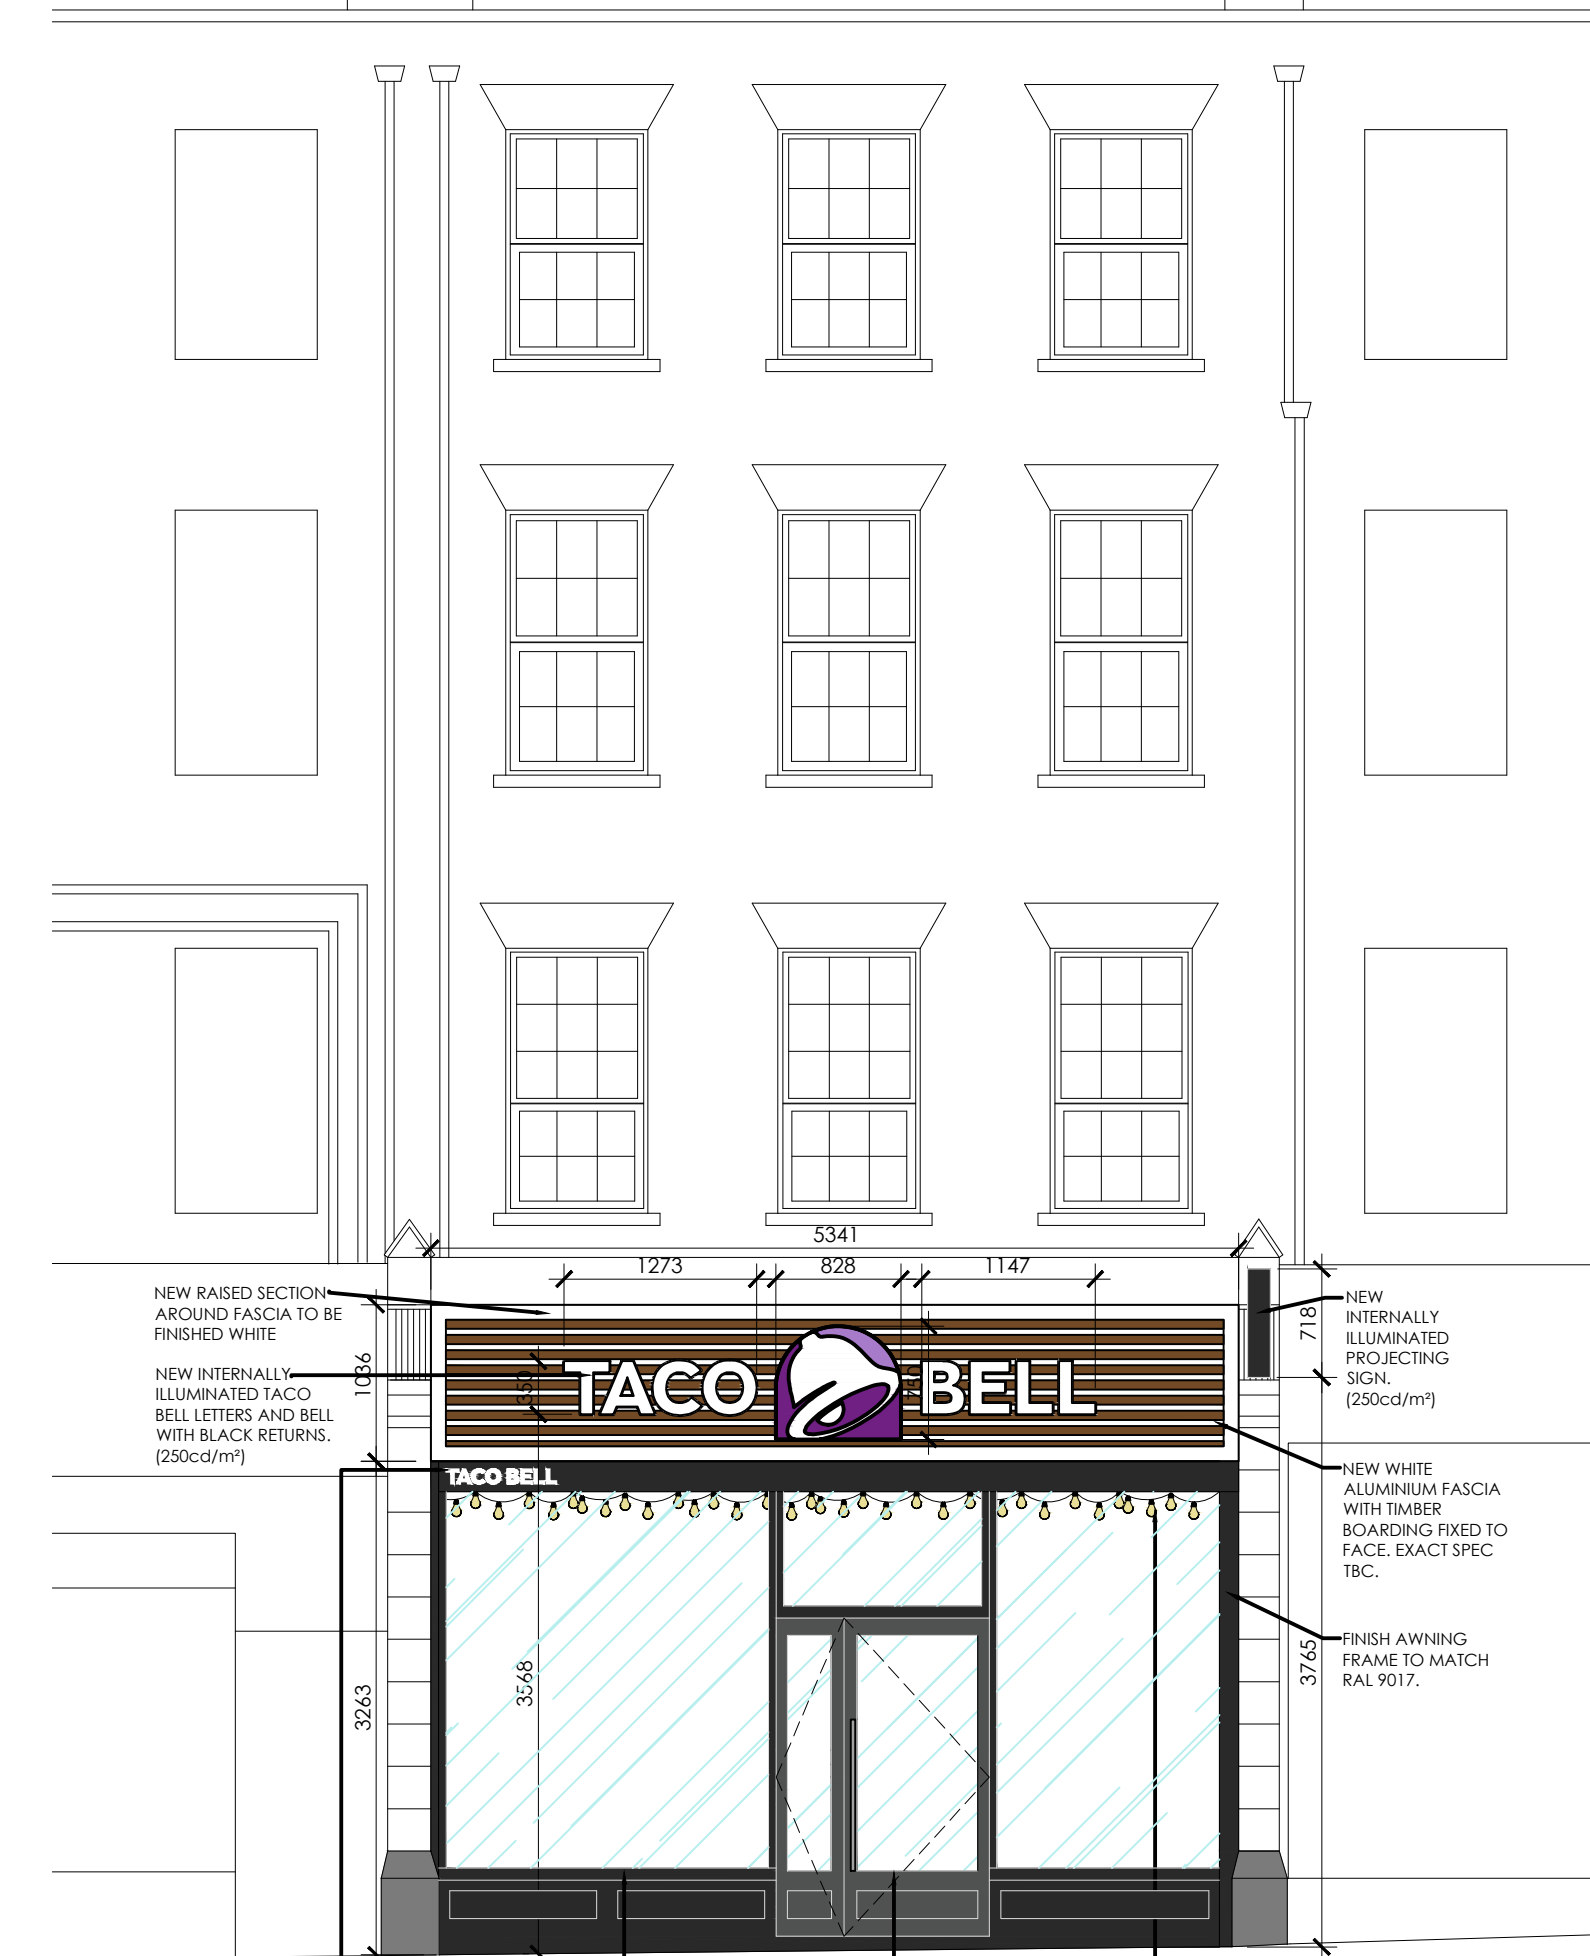 5341
1273
828
1147
NEW RAISED SECTION
AROUND FASCIA TO BE
FINISHED WHITE
NEW INTERNALLY
ILLUMINATED TACO
BELL LETTERS AND BELL
WITH BLACK RETURNS.
(250cd/m²)
1036
350
TACO BELL
750
718
NEW
INTERNALLY
ILLUMINATED
PROJECTING
SIGN.
(250cd/m²)
TACO BELL
NEW WHITE
ALUMINIUM FASCIA
WITH TIMBER
BOARDING FIXED TO
FACE. EXACT SPEC
TBC.
FINISH AWNING
FRAME TO MATCH
RAL 9017.
3263
3568
3765